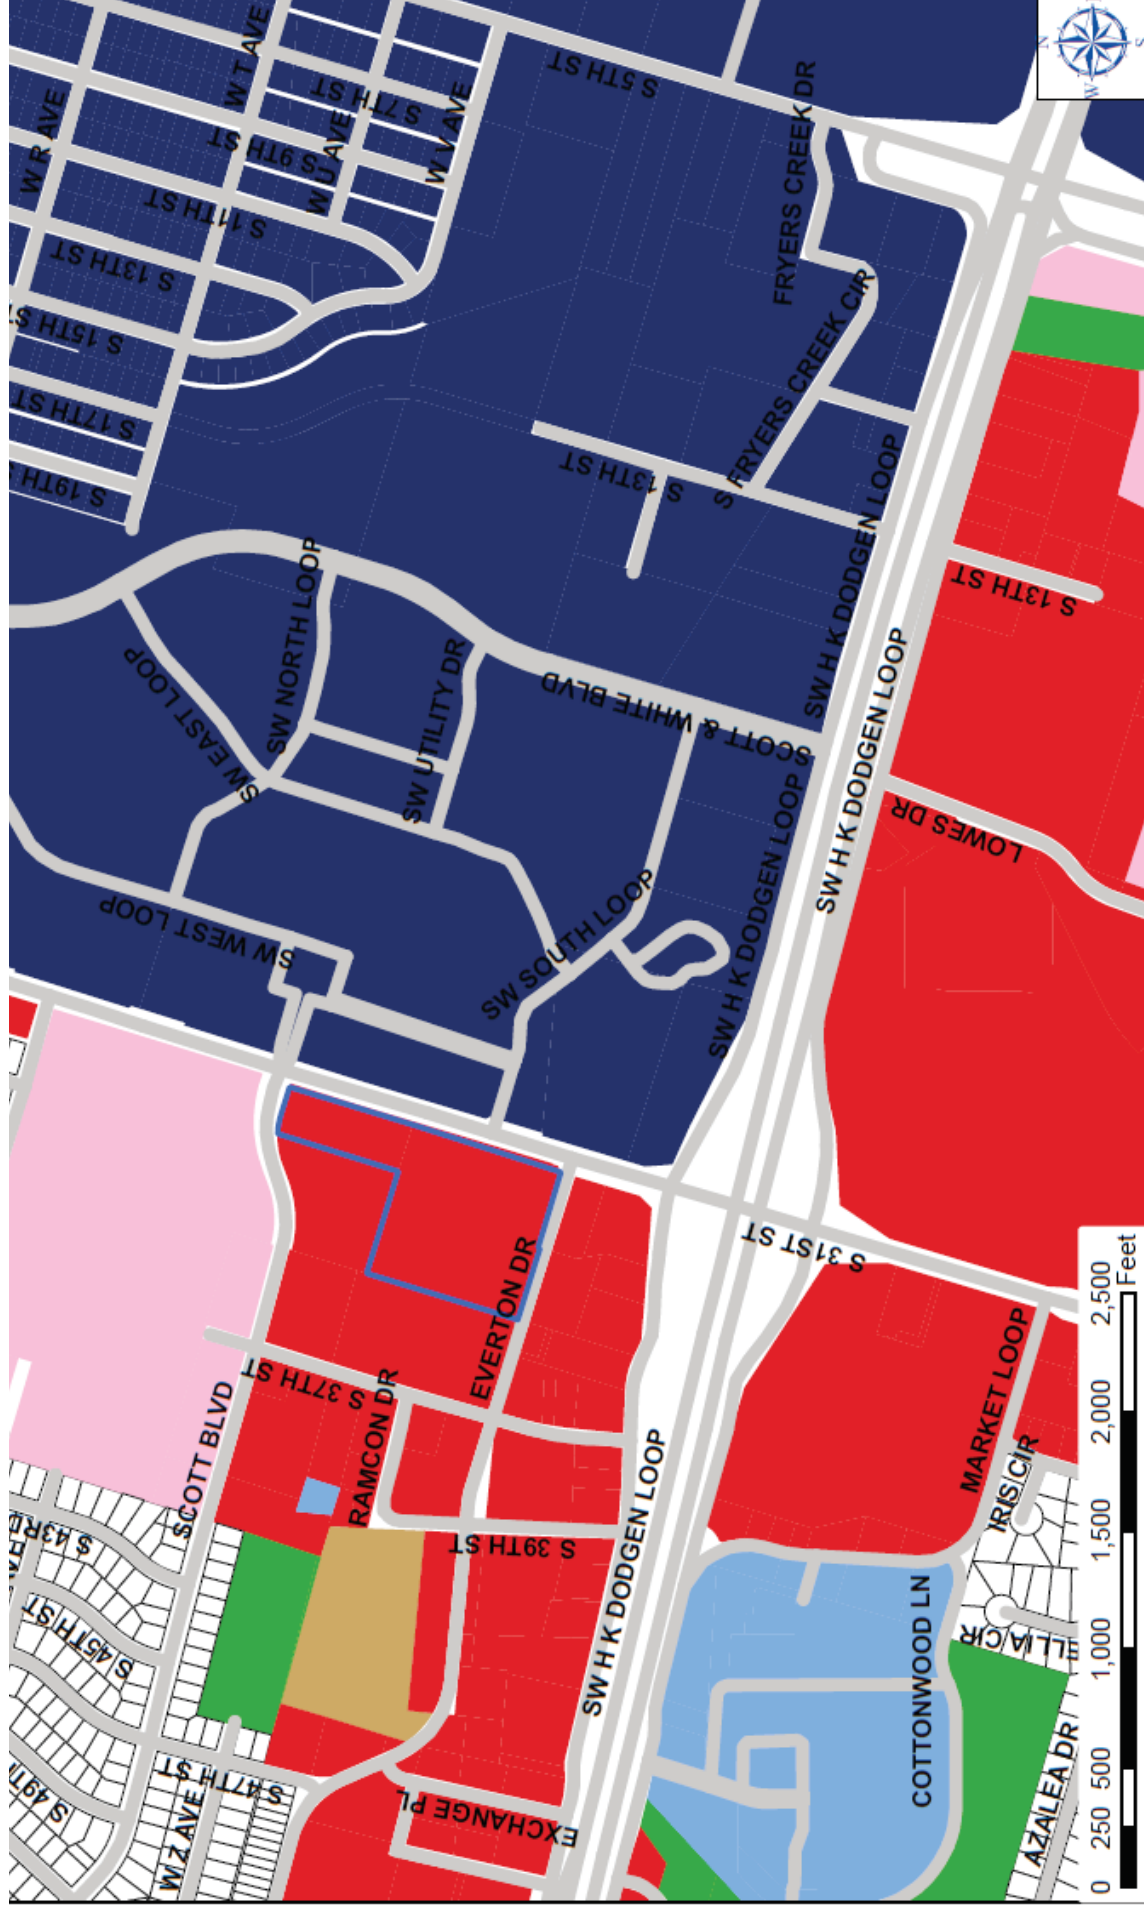 W R AVE
W T AVE
W U AVE
W V AVE
S 5TH ST
S 7TH ST
S 9TH ST
S 11TH ST
S 13TH ST
S 15TH
S 17TH ST
S 19TH
FRYERS CREEK DR
S FRYERS CREEK CIR
S 13TH ST
SW H K DODGEN LOOP
SW H K DODGEN LOOP
S 13TH ST
SW EAST LOOP
SW NORTH LOOP
SW UTILITY DR
SCOTT & WHITE BLVD
SW H K DODGEN LOOP
LOWES DR
SW WEST LOOP
SW SOUTH LOOP
S 31ST ST
EVERTON DR
S 37TH ST
RAMCON DR
SCOTT BLVD
S 39TH ST
SW H K DODGEN LOOP
MARKET LOOP
IRIS CIR
ELLIA CIR
COTTONWOOD LN
AZALEA DR
S 43RD
S 45TH ST
S 47TH ST
S 49T
W Z AVE
EXCHANGE PL
0 250 500 1,000 1,500 2,000 2,500
Feet
N
W
S